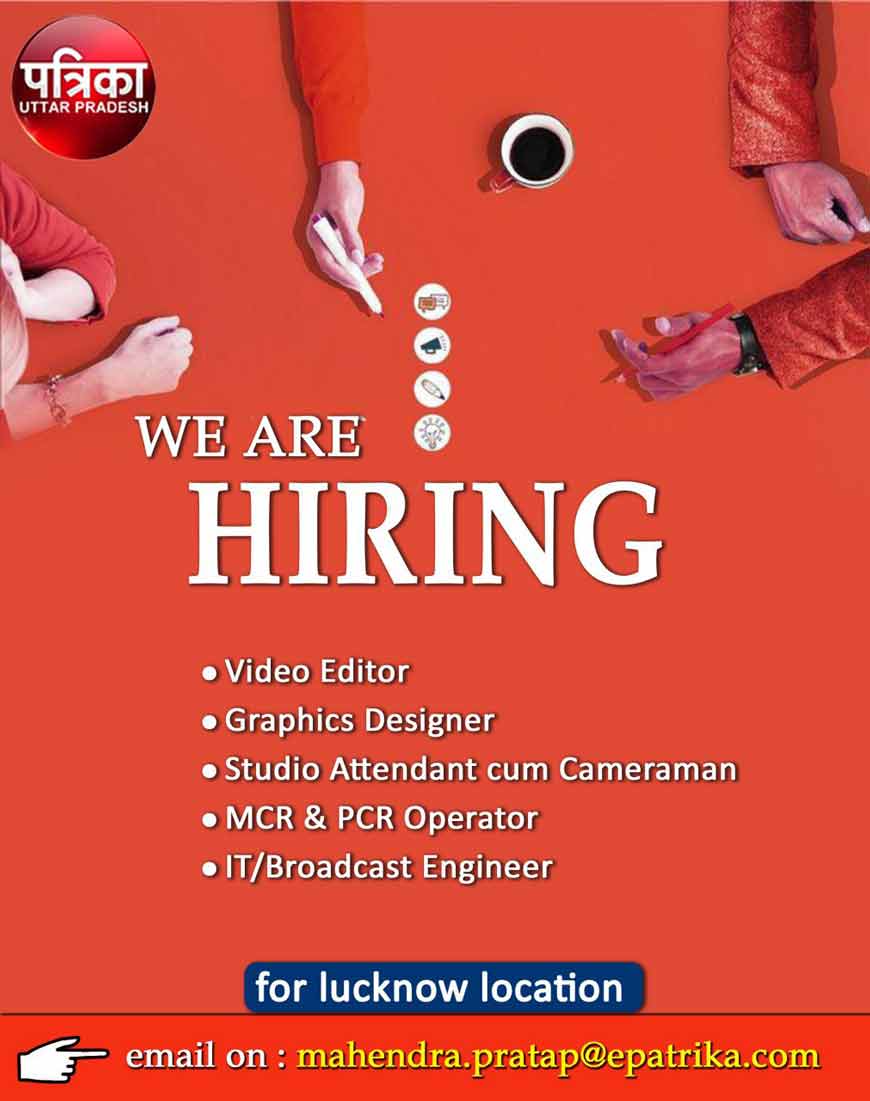 पत्रिका
UTTAR PRADESH
WE ARE
HIRING
• Video Editor
• Graphics Designer
• Studio Attendant cum Cameraman
• MCR & PCR Operator
• IT/Broadcast Engineer
for lucknow location
email on : mahendra.pratap@epatrika.com